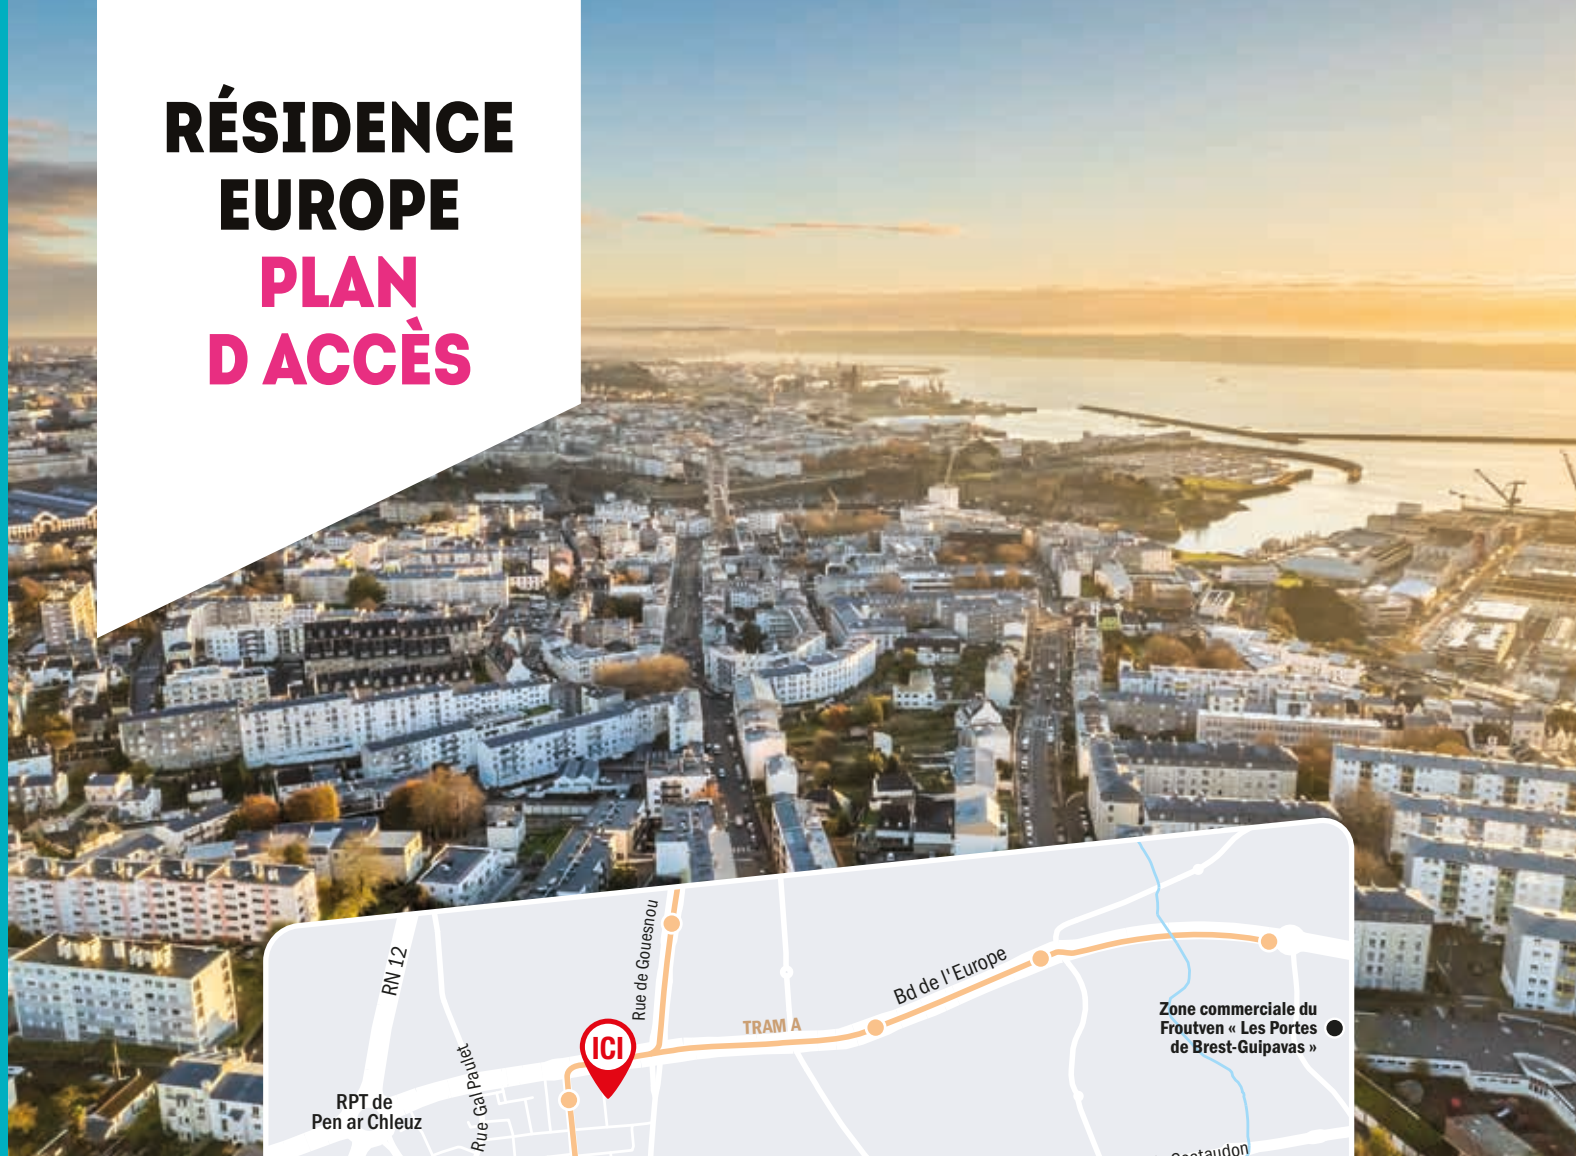 RÉSIDENCE
EUROPE
PLAN
D ACCÈS
RN 12
Rue de Gouesnou
Bd de l'Europe
TRAM A
ICI
Zone commerciale du
Froutven « Les Portes
de Brest-Guipavas »
Rue Gal Paulet
RPT de
Pen ar Chleuz